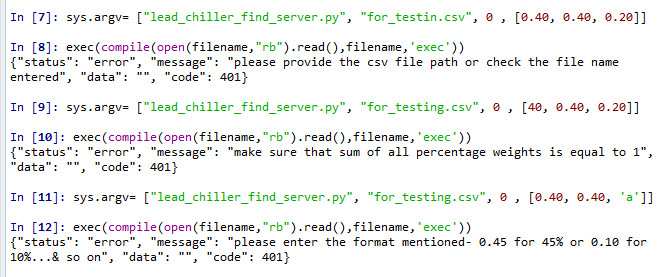 In [7]: sys.argv= ["lead_chiller_find_server.py", "for_testin.csv", 0 , [0.40, 0.40, 0.20]]
In [8]: exec(compile(open(filename,"rb").read(),filename,'exec'))
{"status": "error", "message": "please provide the csv file path or check the file name
entered", "data": "", "code": 401}
In [9]: sys.argv= ["lead_chiller_find_server.py", "for_testing.csv", 0 , [40, 0.40, 0.20]]
In [10]: exec(compile(open(filename,"rb").read(),filename,'exec'))
{"status": "error", "message": "make sure that sum of all percentage weights is equal to 1",
"data": "", "code": 401}
In [11]: sys.argv= ["lead_chiller_find_server.py", "for_testing.csv", 0 , [0.40, 0.40, 'a']]
In [12]: exec(compile(open(filename,"rb").read(),filename,'exec'))
{"status": "error", "message": "please enter the format mentioned- 0.45 for 45% or 0.10 for
10%...& so on", "data": "", "code": 401}